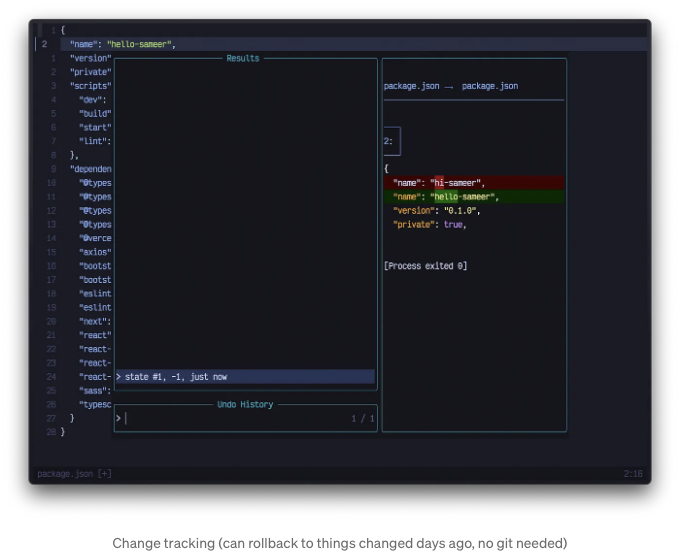 1 {
2 "name": "hello-sameer",
1 "version"
2 "private"
3 "scripts"
4 "dev":
5 "build"
6 "start"
7 "lint":
8 },
9 "dependen
10 "@types
11 "@types
12 "@types
13 "@types
14 "@verce
15 "axios"
16 "bootst
17 "bootst
18 "eslint
19 "eslint
20 "next":
21 "react"
22 "react-
23 "react-
24 "react-
25 "sass":
26 "typesc
27 }
28 }
Results
> state #1, -1, just now
Undo History
> 1 / 1
package.json → package.json
2:
{
"name": "hi-sameer",
"name": "hello-sameer",
"version": "0.1.0",
"private": true,
[Process exited 0]
package.json [+] 2:16
Change tracking (can rollback to things changed days ago, no git needed)